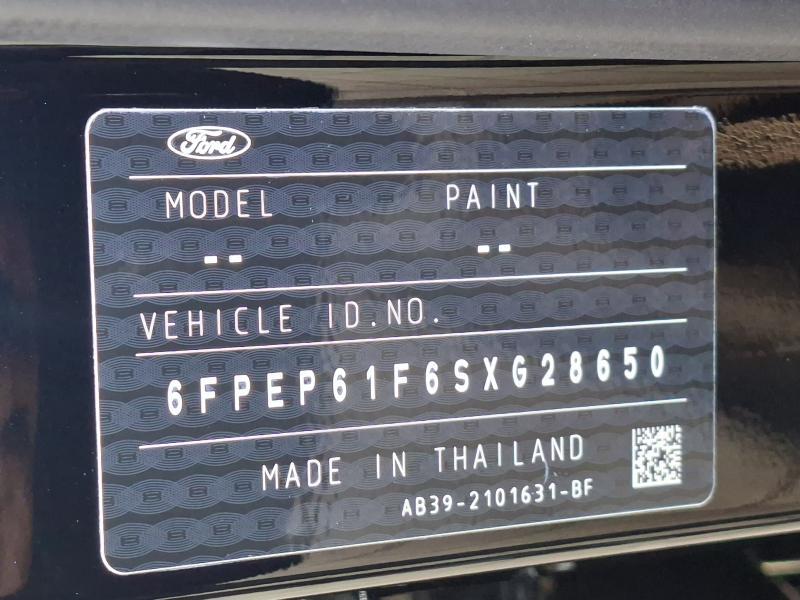 Ford
MODEL PAINT
-- --
VEHICLE ID.NO.
6FPEP61F6SXG28650
MADE IN THAILAND
AB39-2101631-BF